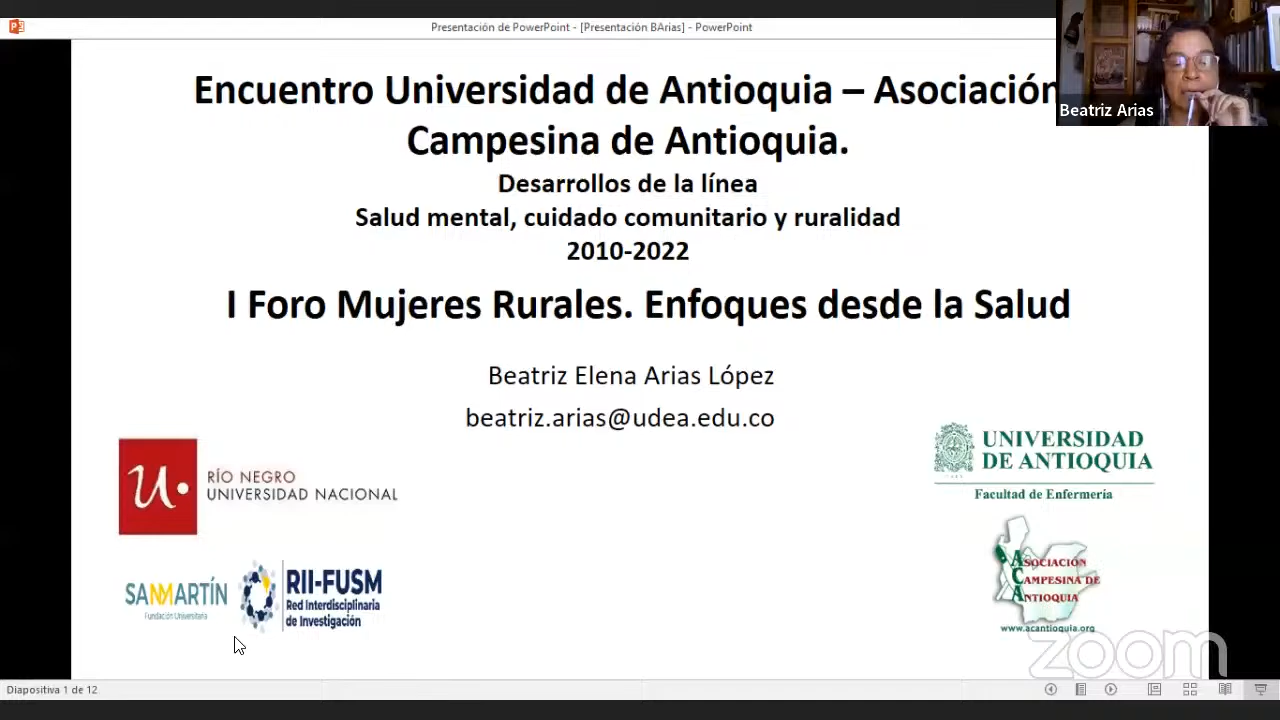 Presentación de PowerPoint - [Presentación BArias] - PowerPoint
Beatriz Arias
Encuentro Universidad de Antioquia – Asociación
Campesina de Antioquia.
Desarrollos de la línea
Salud mental, cuidado comunitario y ruralidad
2010-2022
I Foro Mujeres Rurales. Enfoques desde la Salud
Beatriz Elena Arias López
beatriz.arias@udea.edu.co
u.
RÍO NEGRO
UNIVERSIDAD NACIONAL
UNIVERSIDAD
DE ANTIOQUIA
Facultad de Enfermería
SANMARTÍN
Fundación Universitaria
RII-FUSM
Red Interdisciplinaria
de Investigación
ASOCIACIÓN
CAMPESINA DE
ANTIOQUIA
www.acantioquia.org
zoom
Diapositiva 1 de 12